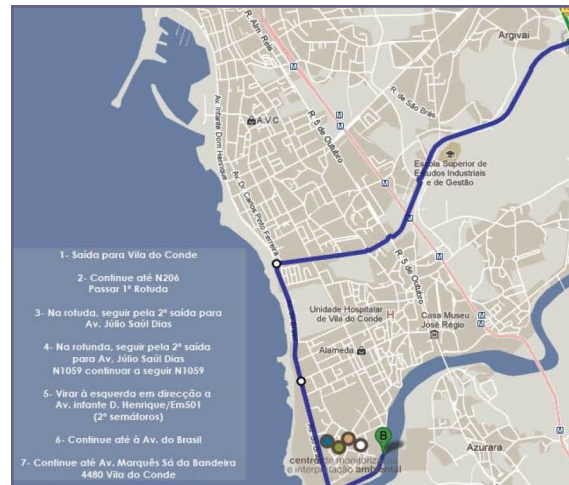 Argivai
R. Alm. Reis
M
A.V.C
R. 5 de Outubro
R. de São Brás
M
Av. Infante Dom Henrique
Av. Dr. Carlos Pinto Ferreira
Escola Superior de
Estudos Industriais
e de Gestão
M
M
R. 5 de Outubro
M
1- Saída para Vila do Conde
2- Continue até N206
Passar 1ª Rotuda
3- Na rotuda, seguir pela 2ª saída para
Av. Júlio Saúl Dias
4- Na rotunda, seguir pela 2ª saída
para Av. Júlio Saúl Dias
N1059 continuar a seguir N1059
5- Virar à esquerda em direcção a
Av. infante D. Henrique/Em501
(2ª semáforos)
6- Continue até à Av. do Brasil
7- Continue até Av. Marquês Sá da Bandeira
4480 Vila do Conde
Unidade Hospitalar
de Vila do Conde
H
Casa Museu
José Régio
Alameda
M
B
Azurara
centro de monitorização
e interpretação ambiental